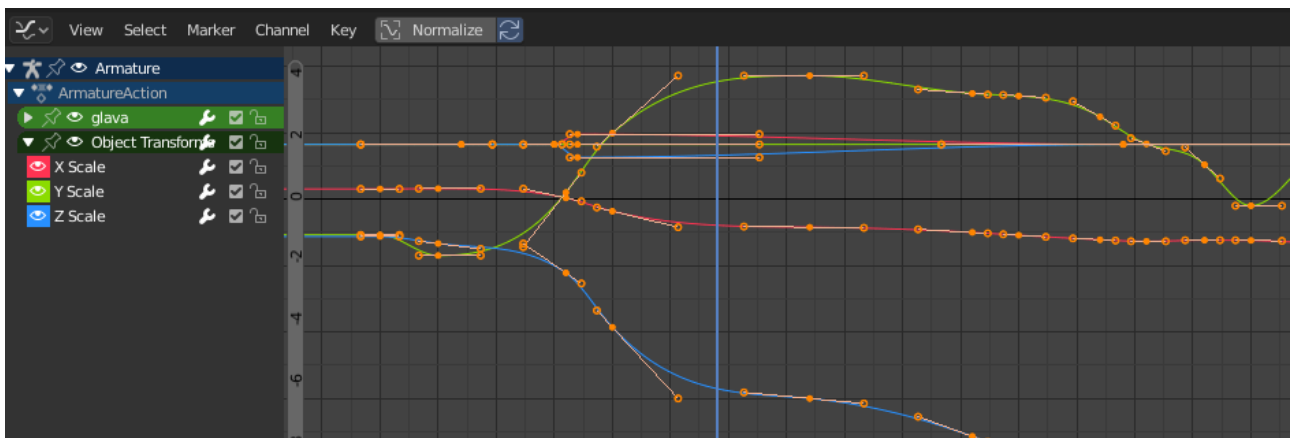 View Select Marker Channel Key Normalize
Armature
ArmatureAction
glava
Object Transforms
X Scale
Y Scale
Z Scale
4
2
0
-2
-4
-6